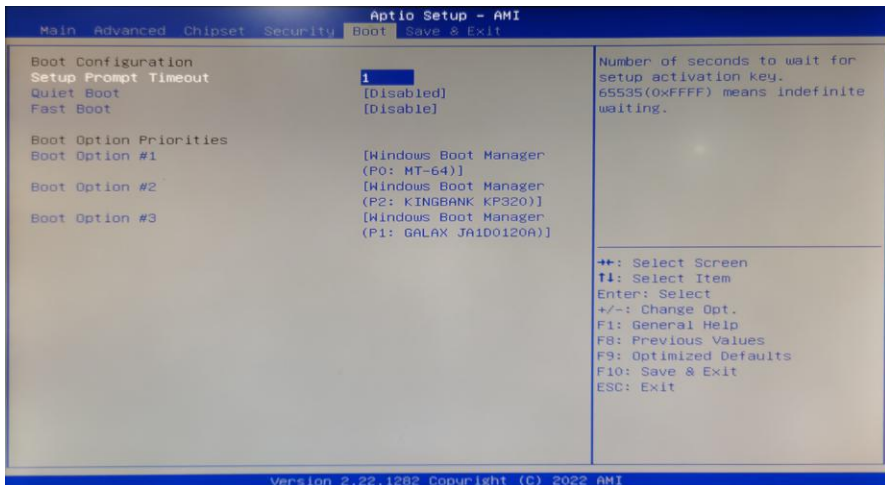 Aptio Setup - AMI
Main Advanced Chipset Security Boot Save & Exit
Boot Configuration
Setup Prompt Timeout 1
Quiet Boot [Disabled]
Fast Boot [Disable]
Boot Option Priorities
Boot Option #1 [Windows Boot Manager
(P0: MT-64)]
Boot Option #2 [Windows Boot Manager
(P2: KINGBANK KP320)]
Boot Option #3 [Windows Boot Manager
(P1: GALAX JA1D0120A)]
Number of seconds to wait for
setup activation key.
65535(0xFFFF) means indefinite
waiting.
→←: Select Screen
↑↓: Select Item
Enter: Select
+/-: Change Opt.
F1: General Help
F8: Previous Values
F9: Optimized Defaults
F10: Save & Exit
ESC: Exit
Version 2.22.1282 Copyright (C) 2022 AMI